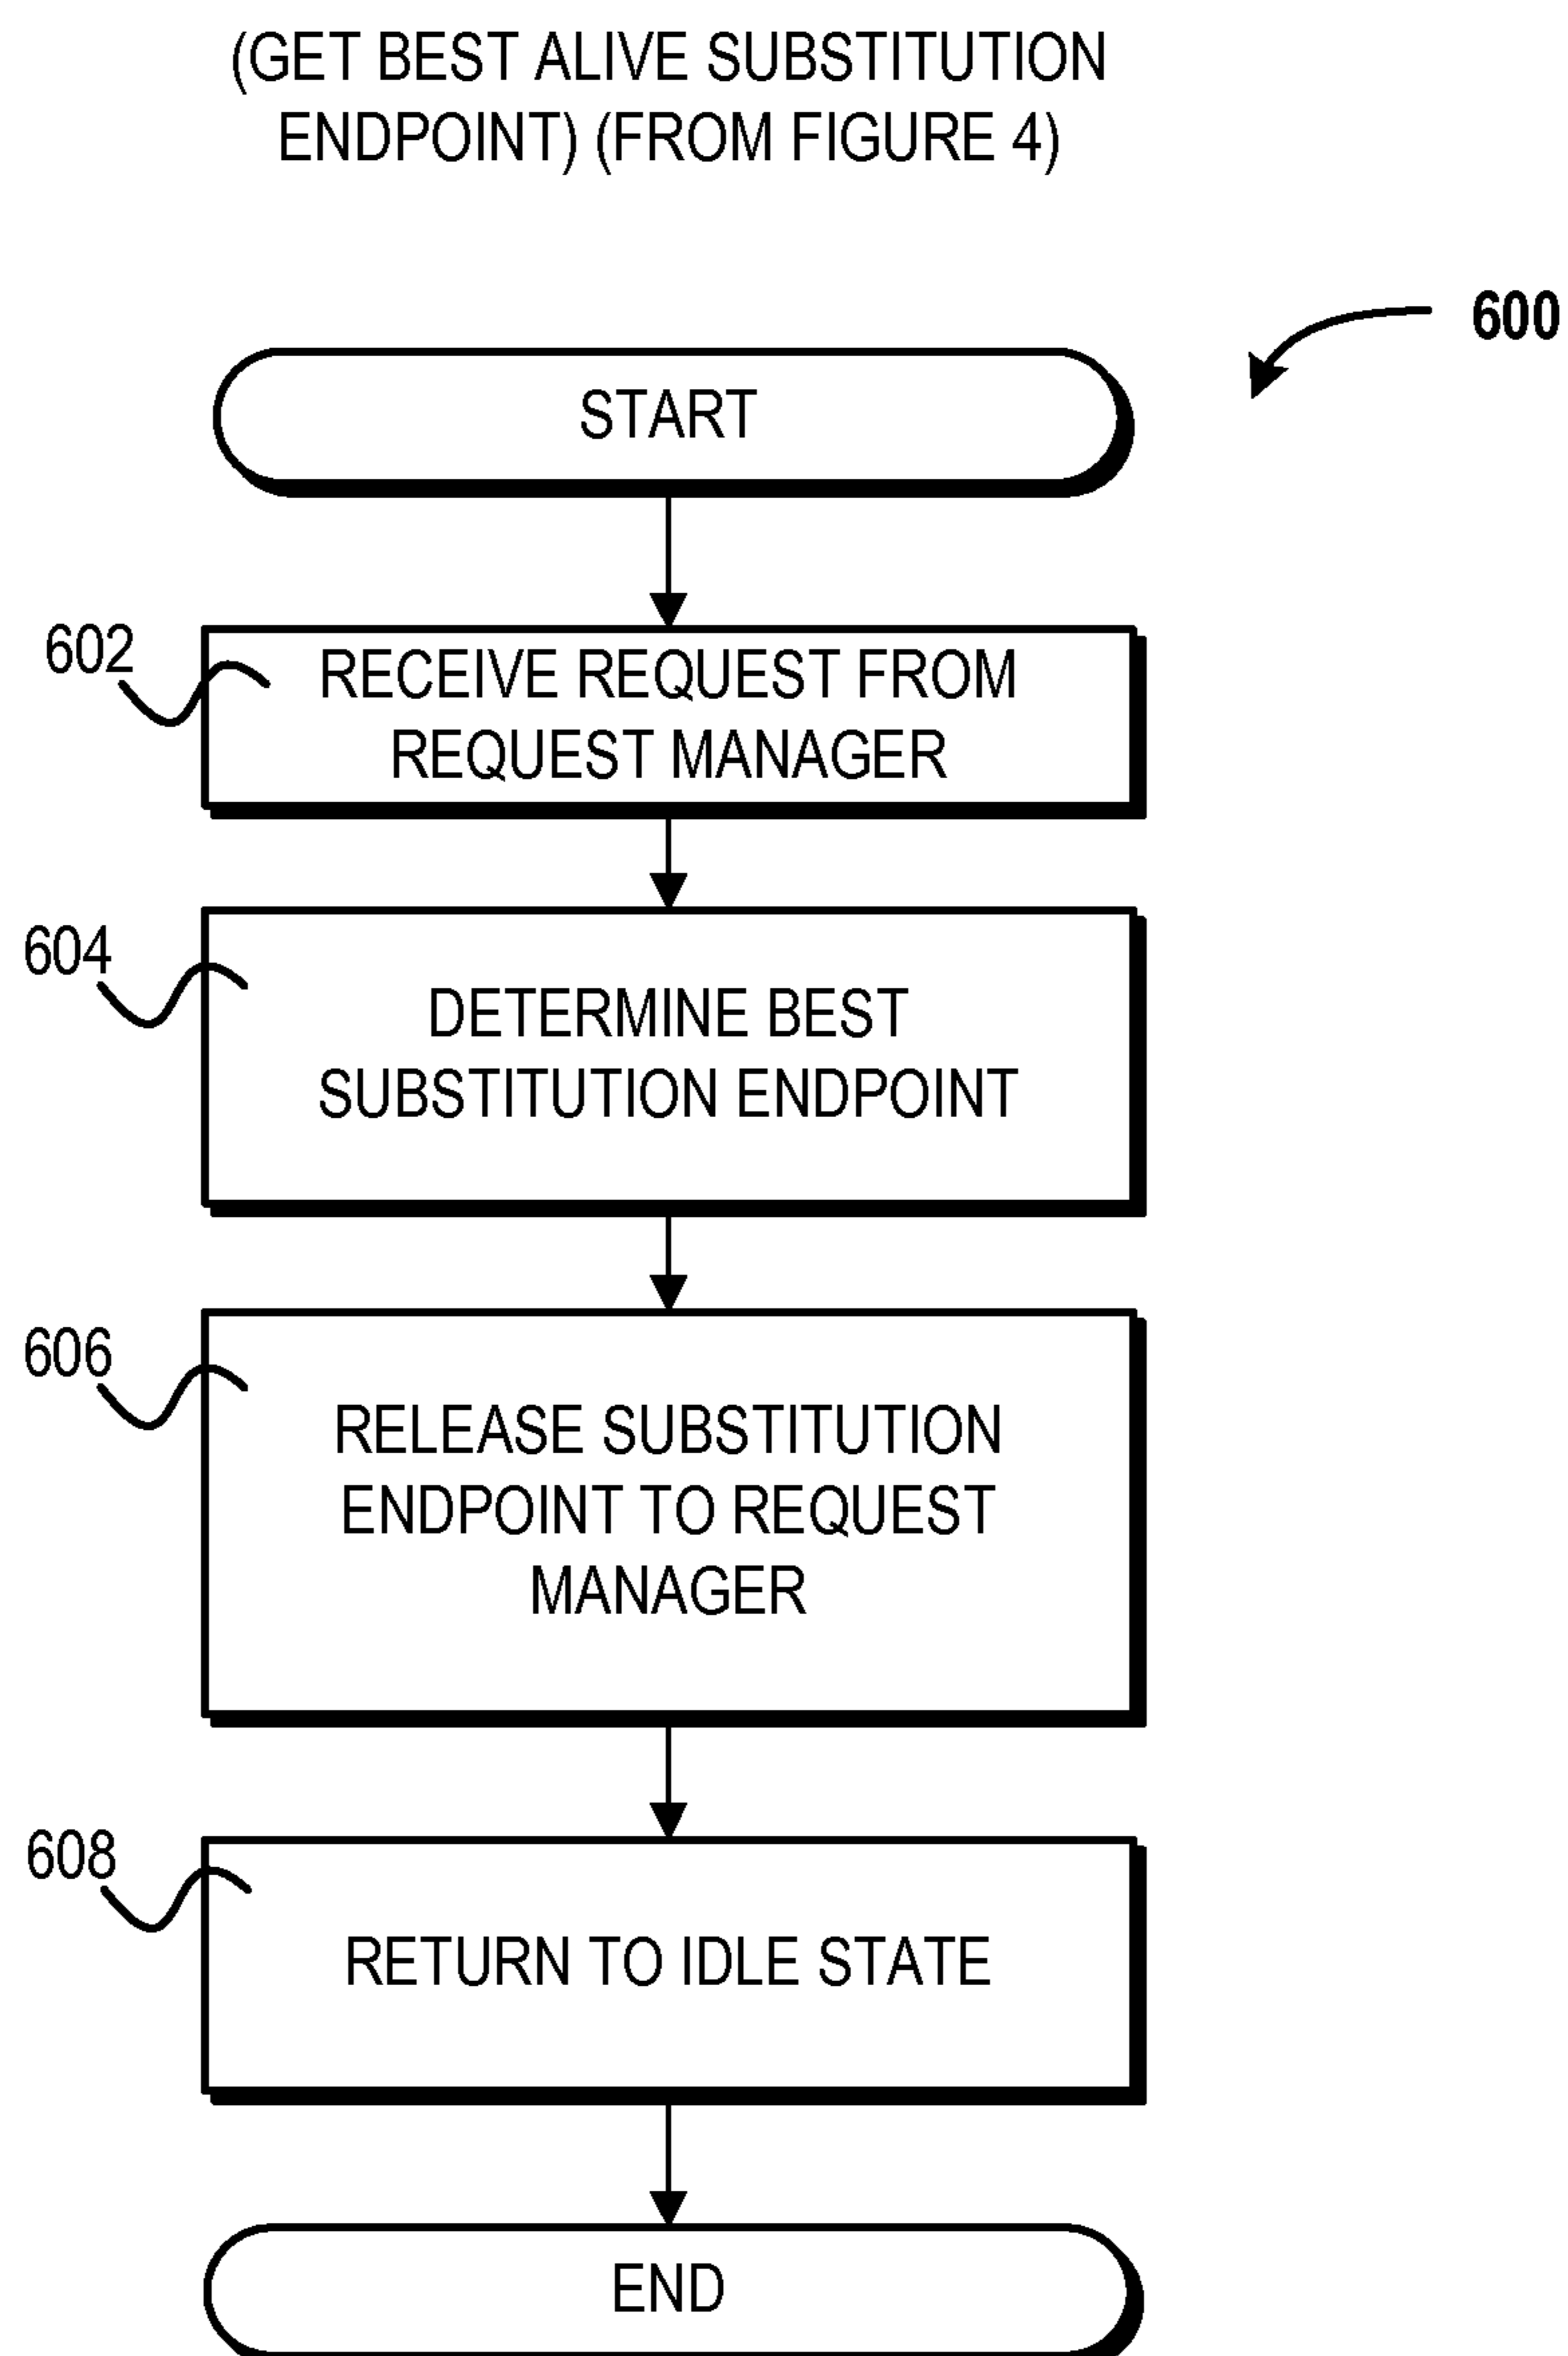 (GET BEST ALIVE SUBSTITUTION
ENDPOINT) (FROM FIGURE 4)
600
START
602
RECEIVE REQUEST FROM
REQUEST MANAGER
604
DETERMINE BEST
SUBSTITUTION ENDPOINT
606
RELEASE SUBSTITUTION
ENDPOINT TO REQUEST
MANAGER
608
RETURN TO IDLE STATE
END